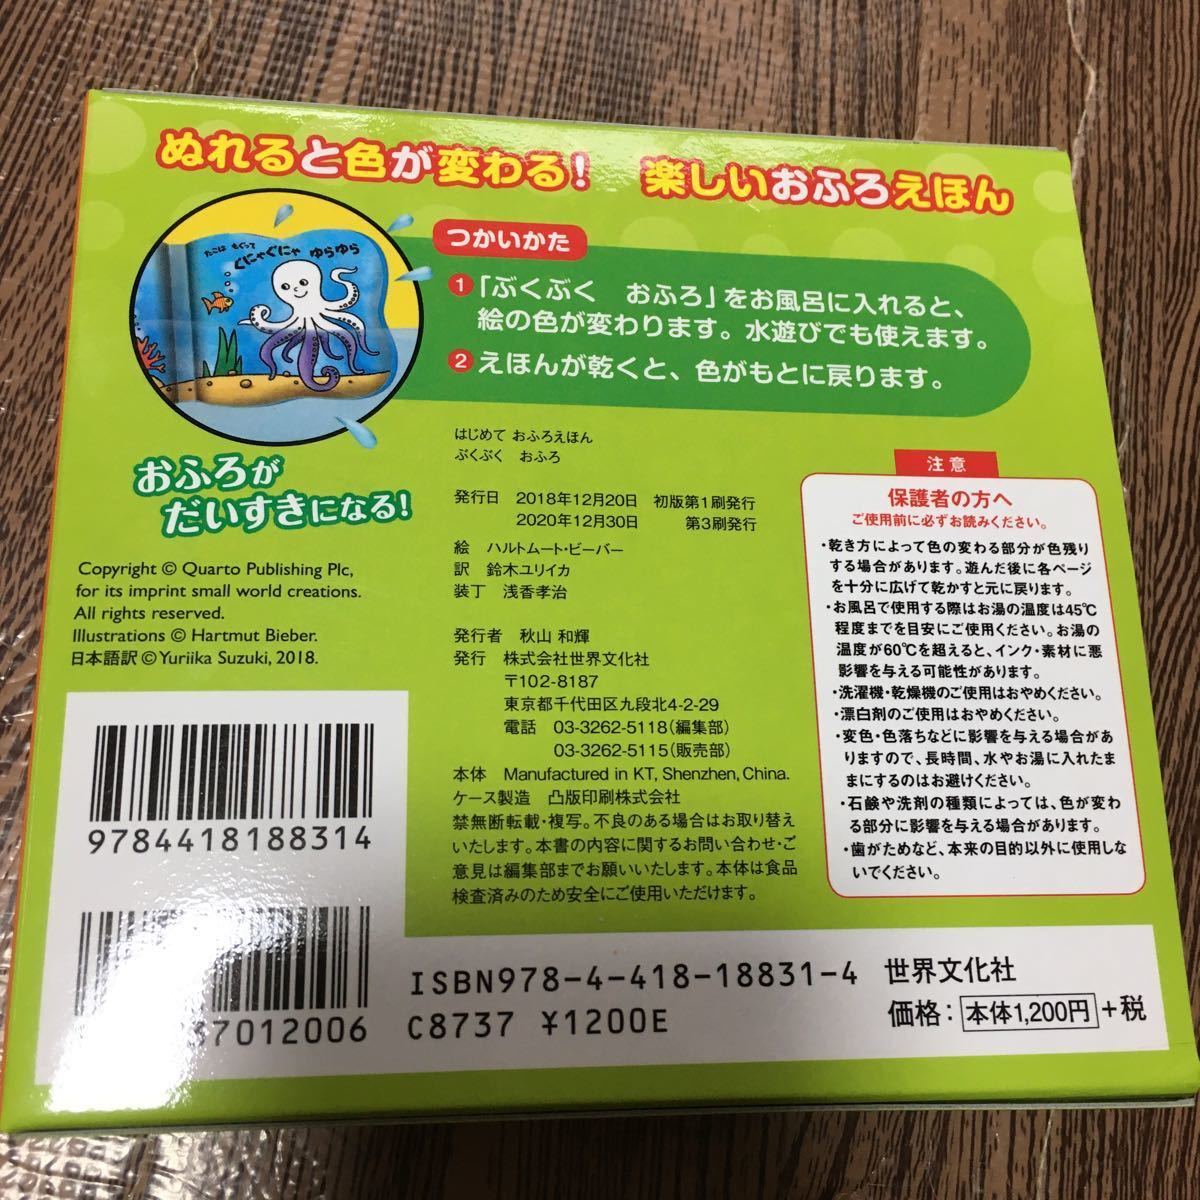 ぬれると色が変わる! 楽しいおふろえほん
たこは もぐって
ぐにゃぐにゃ ゆらゆら
つかいかた
1 「ぶくぶく おふろ」をお風呂に入れると、
絵の色が変わります。水遊びでも使えます。
2 えほんが乾くと、色がもとに戻ります。
おふろが
だいすきになる!
Copyright © Quarto Publishing Plc,
for its imprint small world creations.
All rights reserved.
Illustrations © Hartmut Bieber.
日本語訳 © Yuriika Suzuki, 2018.
はじめて おふろえほん
ぶくぶく おふろ
発行日 2018年12月20日 初版第1刷発行
2020年12月30日 第3刷発行
絵 ハルトムート・ビーバー
訳 鈴木ユリイカ
装丁 浅香孝治
発行者 秋山 和輝
発行 株式会社世界文化社
〒102-8187
東京都千代田区九段北4-2-29
電話 03-3262-5118(編集部)
03-3262-5115(販売部)
本体 Manufactured in KT, Shenzhen, China.
ケース製造 凸版印刷株式会社
禁無断転載・複写。不良のある場合はお取り替え
いたします。本書の内容に関するお問い合わせ・ご
意見は編集部までお願いいたします。本体は食品
検査済みのため安全にご使用いただけます。
注意
保護者の方へ
ご使用前に必ずお読みください。
・乾き方によって色の変わる部分が色残り
する場合があります。遊んだ後に各ページ
を十分に広げて乾かすと元に戻ります。
・お風呂で使用する際はお湯の温度は45℃
程度までを目安にご使用ください。お湯の
温度が60℃を超えると、インク・素材に悪
影響を与える可能性があります。
・洗濯機・乾燥機のご使用はおやめください。
・漂白剤のご使用はおやめください。
・変色・色落ちなどに影響を与える場合があ
りますので、長時間、水やお湯に入れたま
まにするのはお避けください。
・石鹸や洗剤の種類によっては、色が変わ
る部分に影響を与える場合があります。
・歯がためなど、本来の目的以外に使用しな
いでください。
9784418188314
37012006
ISBN978-4-418-18831-4
C8737 ¥1200E
世界文化社
価格: 本体1,200円 +税